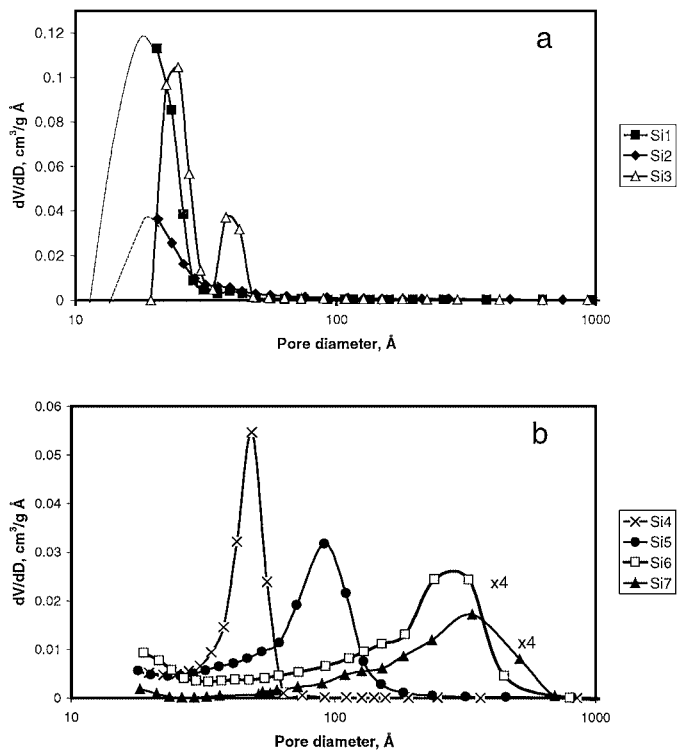 0.12
a
0.1
0.08
0.06
0.04
0.02
0
dV/dD, cm³/g Å
10 100 1000
Pore diameter, Å
Si1
Si2
Si3
0.06
b
0.05
0.04
0.03
0.02
0.01
0
dV/dD, cm³/g Å
x4
x4
10 100 1000
Pore diameter, Å
Si4
Si5
Si6
Si7